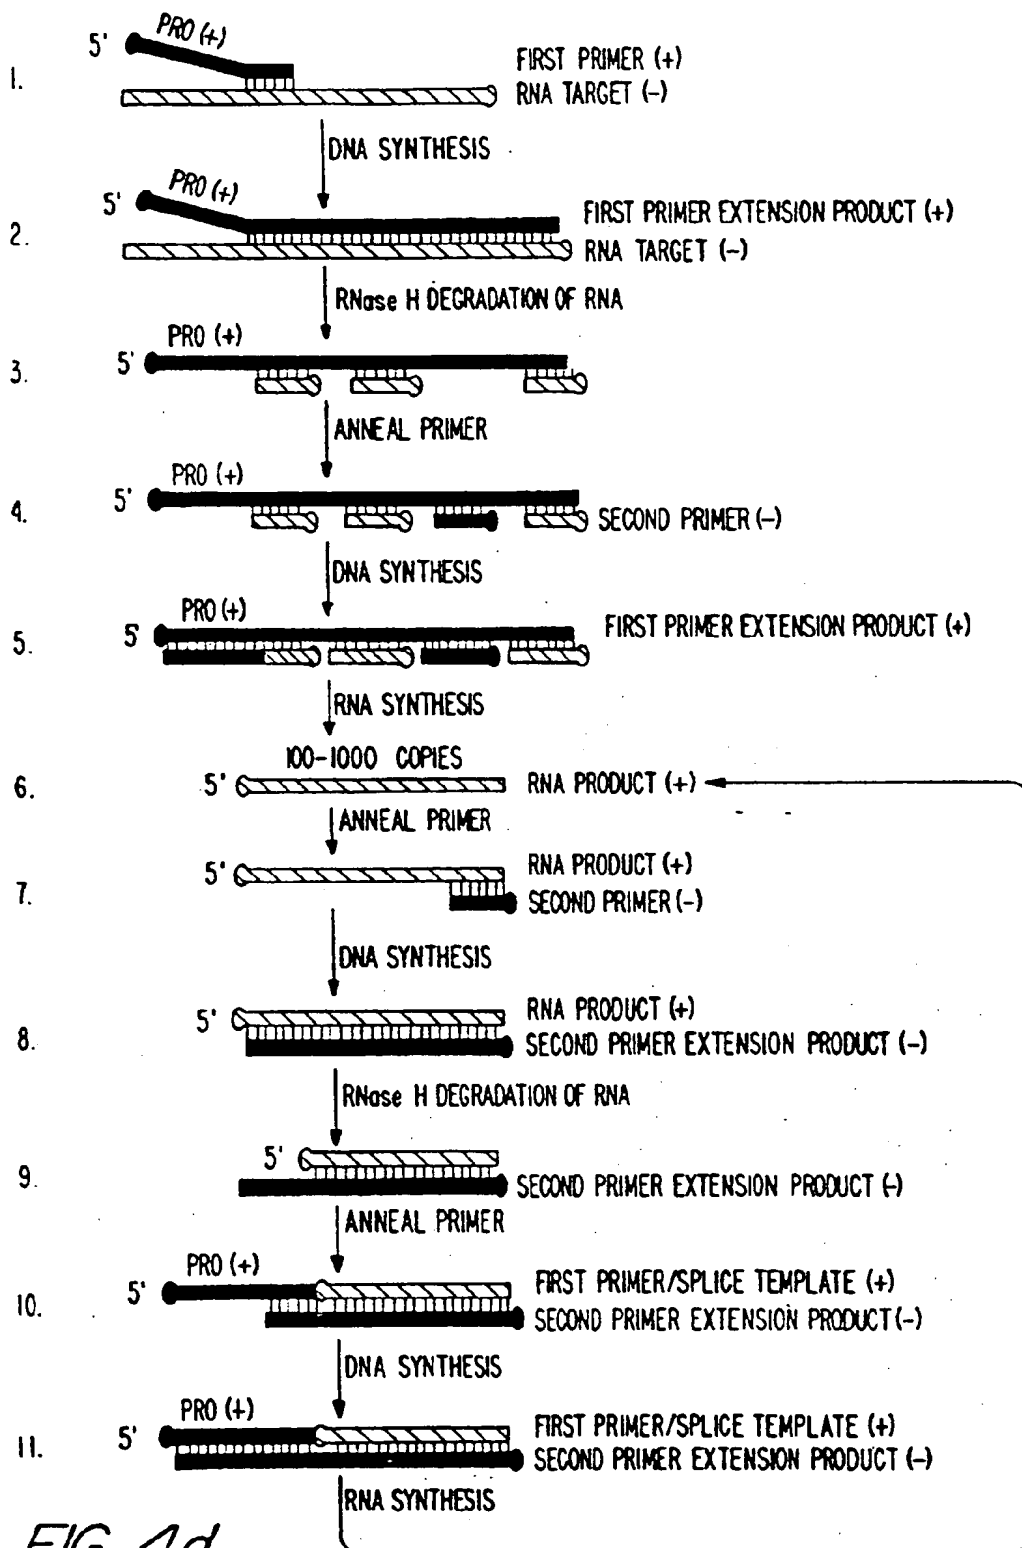 5' PRO (+)
1. FIRST PRIMER (+)
RNA TARGET (-)
DNA SYNTHESIS
5' PRO (+)
2. FIRST PRIMER EXTENSION PRODUCT (+)
RNA TARGET (-)
RNase H DEGRADATION OF RNA
PRO (+)
3. 5'
ANNEAL PRIMER
PRO (+)
4. 5' SECOND PRIMER (-)
DNA SYNTHESIS
PRO (+)
5. 5' FIRST PRIMER EXTENSION PRODUCT (+)
RNA SYNTHESIS
100-1000 COPIES
6. 5' RNA PRODUCT (+)
ANNEAL PRIMER
5' RNA PRODUCT (+)
7. SECOND PRIMER (-)
DNA SYNTHESIS
5' RNA PRODUCT (+)
8. SECOND PRIMER EXTENSION PRODUCT (-)
RNase H DEGRADATION OF RNA
5'
9. SECOND PRIMER EXTENSION PRODUCT (-)
ANNEAL PRIMER
PRO (+)
5' FIRST PRIMER/SPLICE TEMPLATE (+)
10. SECOND PRIMER EXTENSION PRODUCT (-)
DNA SYNTHESIS
PRO (+)
5' FIRST PRIMER/SPLICE TEMPLATE (+)
11. SECOND PRIMER EXTENSION PRODUCT (-)
RNA SYNTHESIS
FIG. 4d